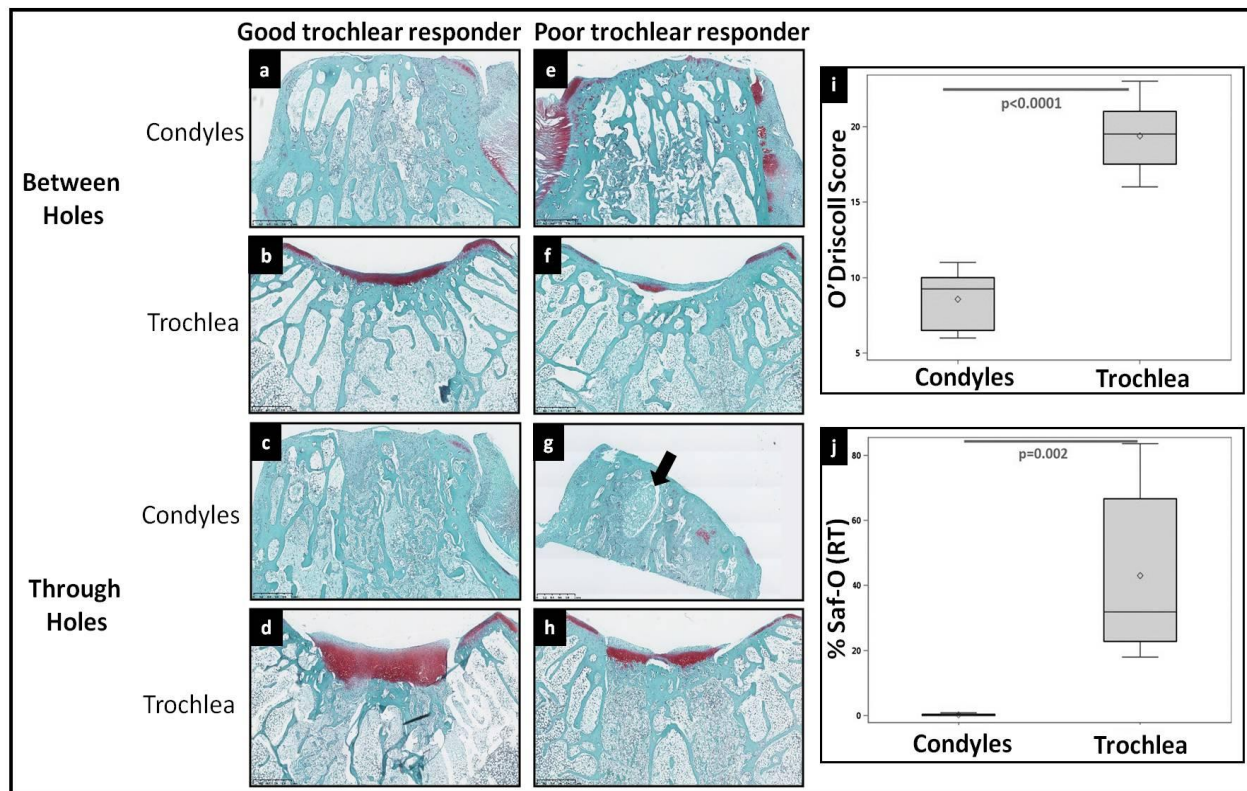 Good trochlear responder
Poor trochlear responder
Between
Holes
Condyles
a
e
Trochlea
b
f
Through
Holes
Condyles
c
g
Trochlea
d
h
i
p<0.0001
O'Driscoll Score
20
15
10
5
Condyles
Trochlea
j
p=0.002
% Saf-O (RT)
80
60
40
20
0
Condyles
Trochlea